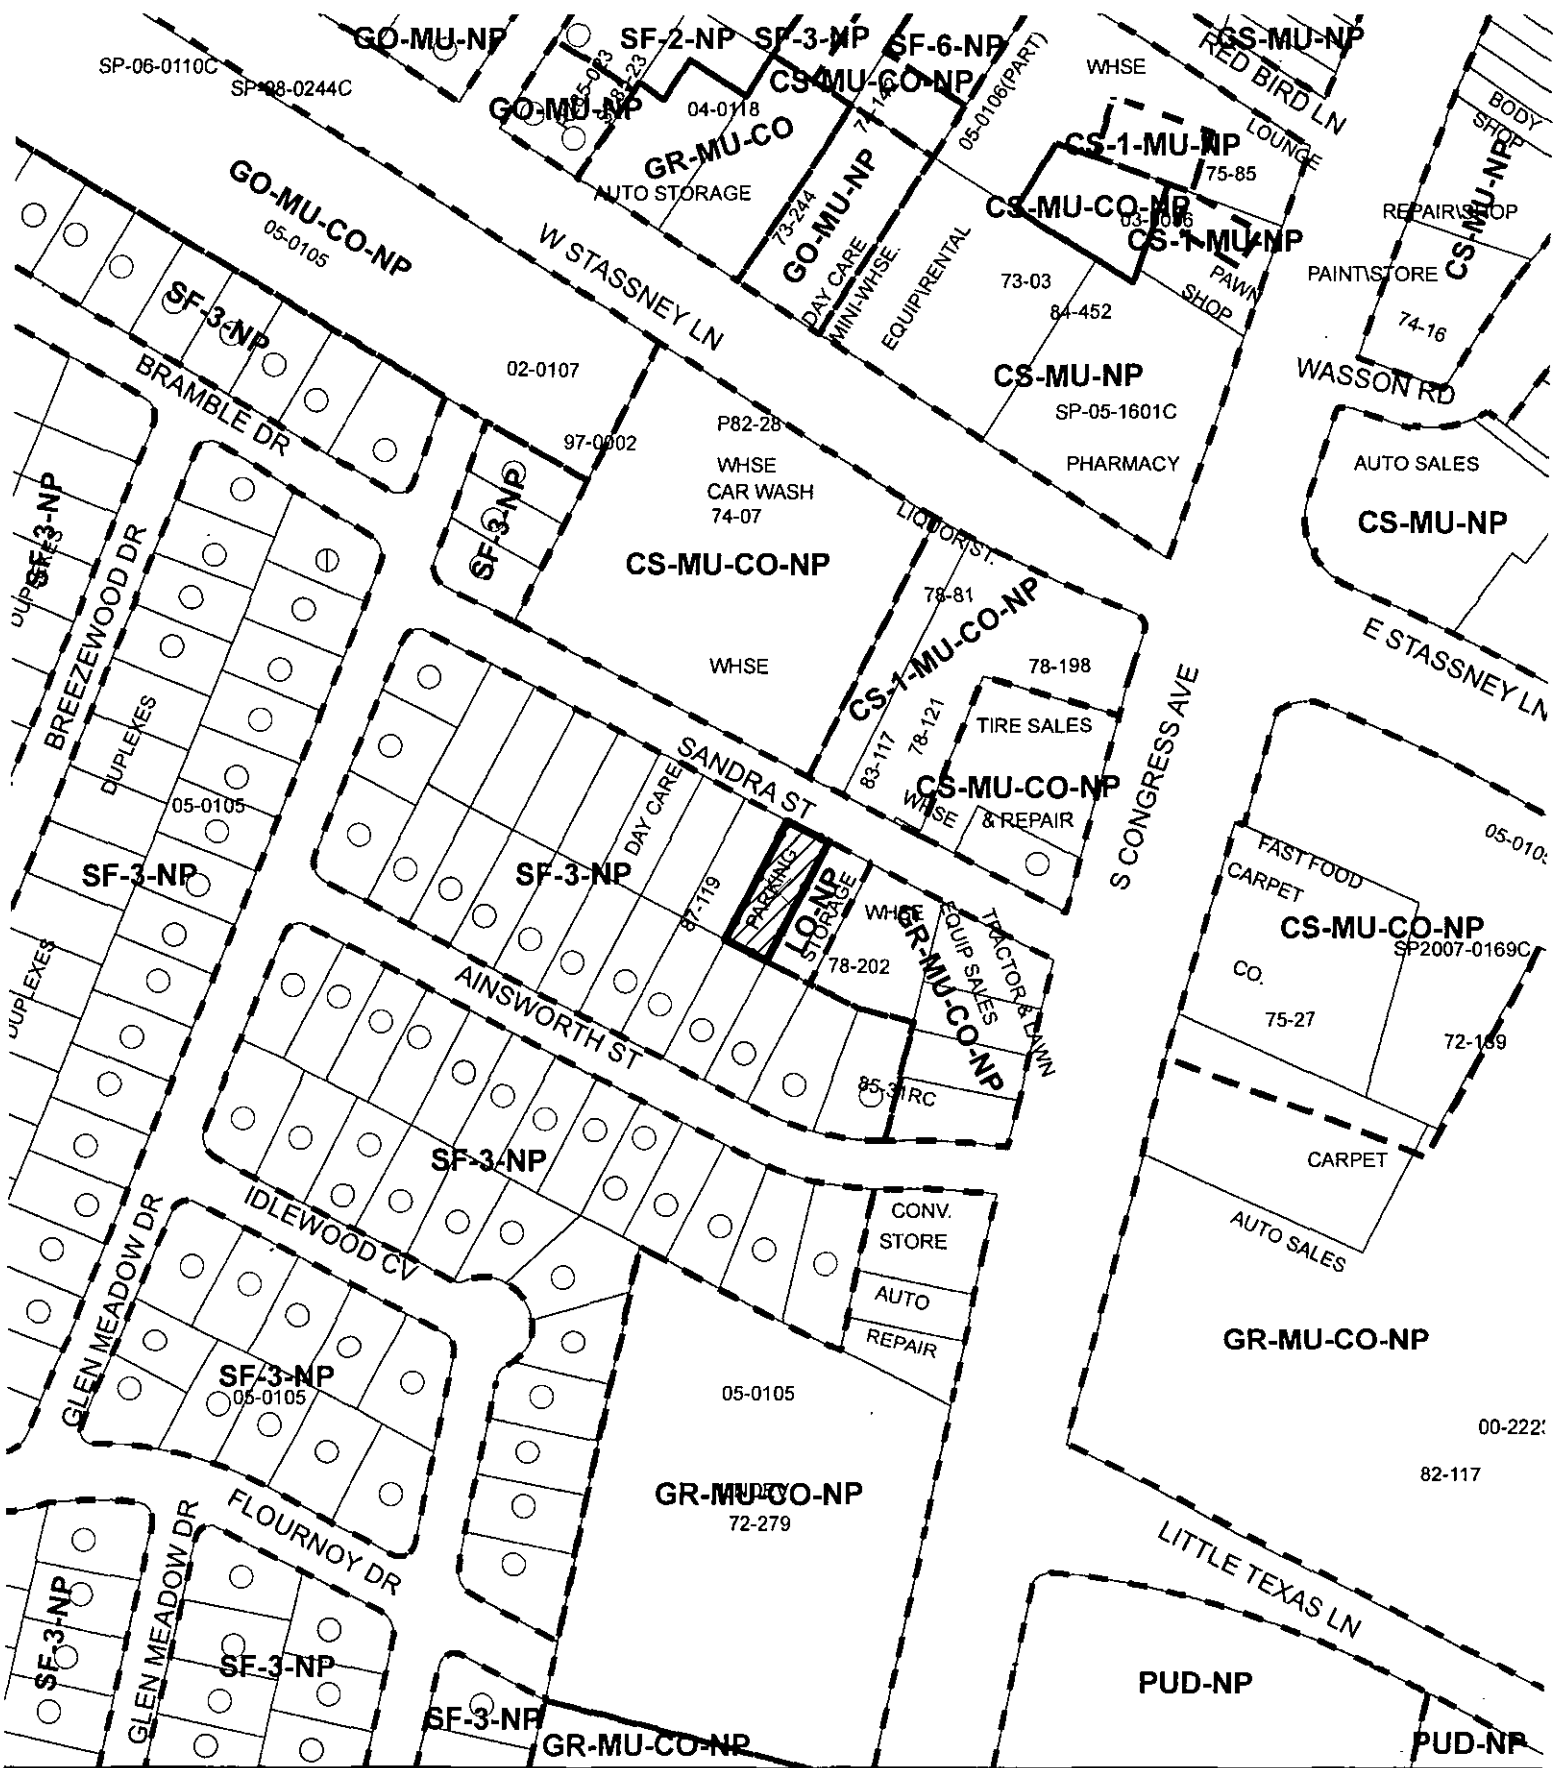 GO-MU-NP
SF-2-NP
SF-3-NP
SF-6-NP
CS-MU-NP
SP-06-0110C
SP-98-0244C
RED BIRD LN
WHSE
CS-MU-CO-NP
GO-MU-NP
04-0118
05-0106(PART)
BODY
SHOP
LOUNGE
GR-MU-CO
CS-1-MU-NP
75-85
AUTO STORAGE
GO-MU-NP
73-244
CS-MU-CO-NP
CS-1-MU-NP
REPAIR\SHOP
CS-MU-NP
GO-MU-CO-NP
05-0105
W STASSNEY LN
DAY CARE
MINI-WHSE.
EQUIP\RENTAL
73-03
84-452
PAWN
SHOP
PAINT\STORE
74-16
SF-3-NP
BRAMBLE DR
02-0107
CS-MU-NP
SP-05-1601C
WASSON RD
97-0002
P82-28
WHSE
CAR WASH
74-07
PHARMACY
AUTO SALES
CS-MU-NP
SF-3-NP
DUPLEXES
BREEZEWOOD DR
SF-3-NP
CS-MU-CO-NP
LIQUOR\ST.
78-81
CS-1-MU-CO-NP
E STASSNEY LN
WHSE
78-198
78-121
83-117
TIRE SALES
S CONGRESS AVE
DUPLEXES
05-0105
SANDRA ST
CS-MU-CO-NP
WHSE
& REPAIR
DAY CARE
SF-3-NP
SF-3-NP
87-119
PARKING
LO-NP
STORAGE
WHSE
78-202
GR-MU-CO-NP
EQUIP SALES
TRACTOR & LAWN
FAST FOOD
CARPET
CO.
75-27
CS-MU-CO-NP
SP2007-0169C
72-189
DUPLEXES
AINSWORTH ST
85-31RC
CARPET
SF-3-NP
IDLEWOOD CV
GLEN MEADOW DR
CONV.
STORE
AUTO
REPAIR
AUTO SALES
GR-MU-CO-NP
SF-3-NP
05-0105
05-0105
82-117
GR-MU-CO-NP
72-279
FLOURNOY DR
LITTLE TEXAS LN
GLEN MEADOW DR
SF-3-NP
SF-3-NP
SF-3-NP
GR-MU-CO-NP
PUD-NP
PUD-NP